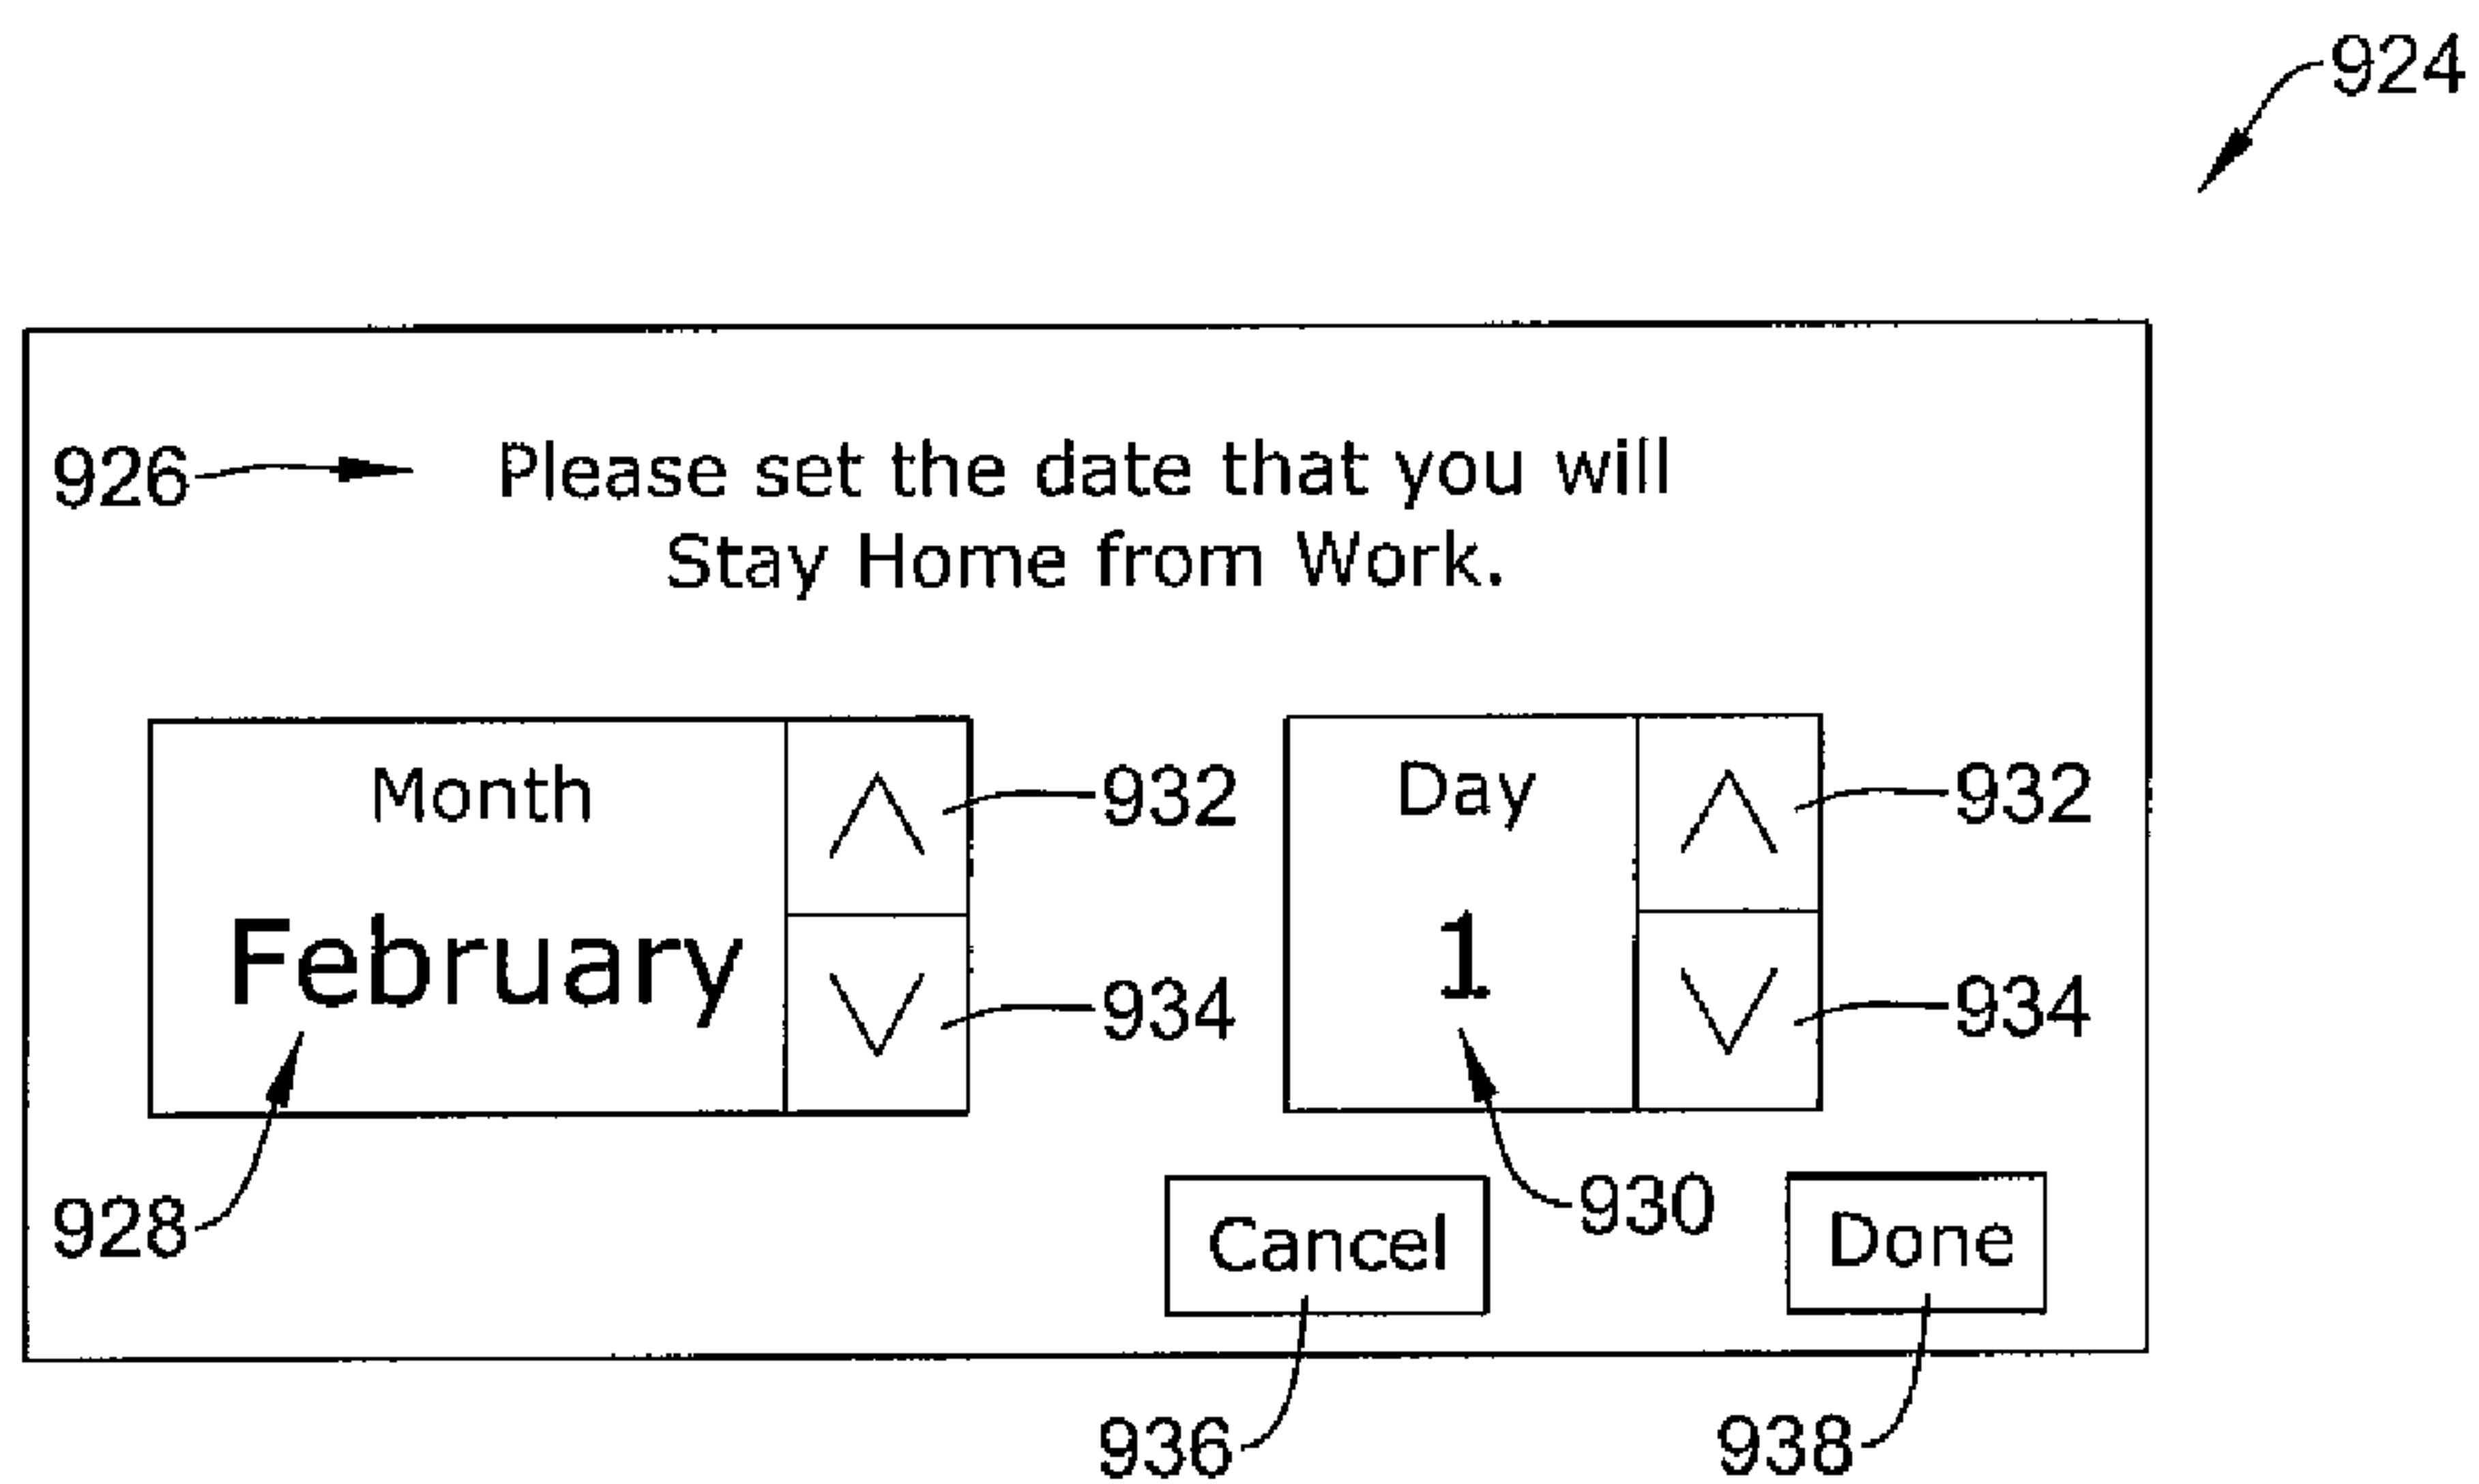 924
926 Please set the date that you will
Stay Home from Work.
Month 932 Day 932
February 934 1 934
928 Cancel 930 Done
936 938